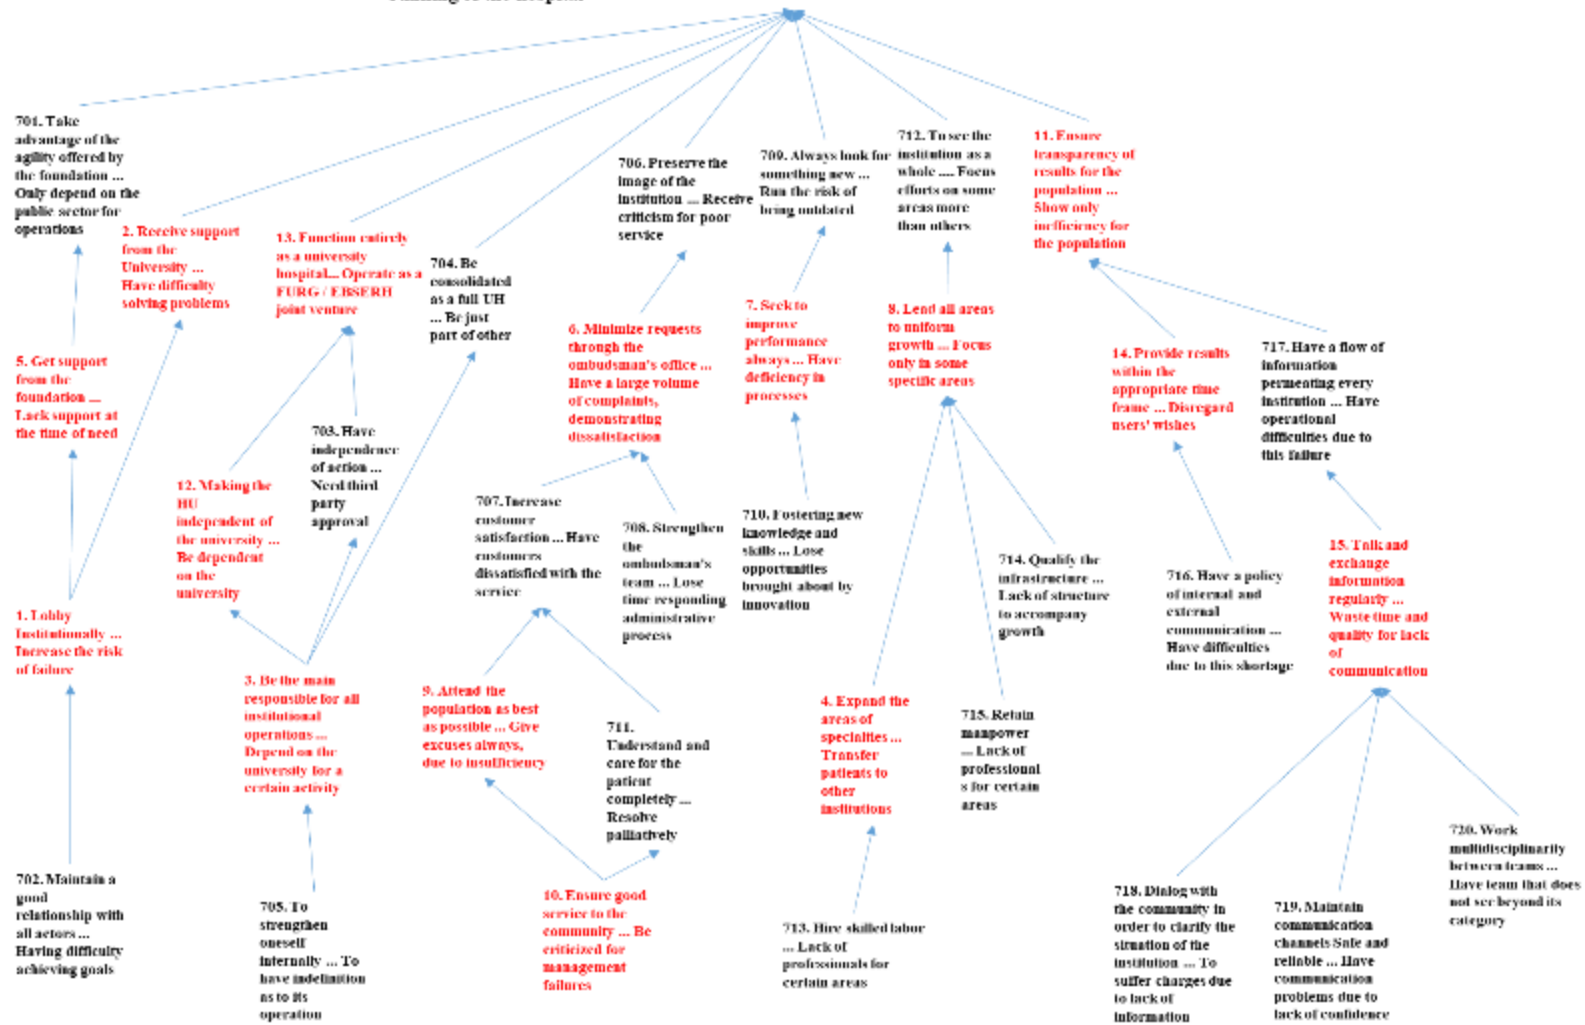 701. Take
advantage of the
agility offered by
the foundation ...
Only depend on the
public sector for
operations
2. Receive support
from the
University ...
Have difficulty
solving problems
13. Function entirely
as a university
hospital... Operate as a
FURG / EBSERH
joint venture
704. Be
consolidated
as a full UH
... Be just
part of other
706. Preserve the
image of the
institution ... Receive
criticism for poor
service
709. Always look for
something new ...
Run the risk of
being outdated
712. To see the
institution as a
whole .... Focus
efforts on some
areas more
than others
11. Ensure
transparency of
results for the
population ...
Show only
inefficiency for
the population
5. Get support
from the
foundation ...
Lack support at
the time of need
6. Minimize requests
through the
ombudsman's office ...
Have a large volume
of complaints,
demonstrating
dissatisfaction
7. Seek to
improve
performance
always ... Have
deficiency in
processes
8. Lend all areas
to uniform
growth ... Focus
only in some
specific areas
14. Provide results
within the
appropriate time
frame ... Disregard
users' wishes
717. Have a flow of
information
permeating every
institution ... Have
operational
difficulties due to
this failure
12. Making the
HU
independent of
the university ...
Be dependent
on the
university
703. Have
independence
of action ...
Need third
party
approval
707. Increase
customer
satisfaction ... Have
customers
dissatisfied with the
service
708. Strengthen
the
ombudsman's
team ... Lose
time responding
administrative
process
710. Fostering new
knowledge and
skills ... Lose
opportunities
brought about by
innovation
714. Qualify the
infrastructure ...
Lack of structure
to accompany
growth
716. Have a policy
of internal and
external
communication ...
Have difficulties
due to this shortage
15. Talk and
exchange
information
regularly ...
Waste time and
quality for lack
of
communication
1. Lobby
Institutionally ...
Increase the risk
of failure
3. Be the main
responsible for all
institutional
operations ...
Depend on the
university for a
certain activity
9. Attend the
population as best
as possible ... Give
excuses always,
due to insufficiency
711.
Understand and
care for the
patient
completely ...
Resolve
palliatively
4. Expand the
areas of
specialties ...
Transfer
patients to
other
institutions
715. Retain
manpower
... Lack of
professional
s for certain
areas
702. Maintain a
good
relationship with
all actors ...
Having difficulty
achieving goals
705. To
strengthen
oneself
internally ... To
have indefinition
as to its
operation
10. Ensure good
service to the
community ... Be
criticized for
management
failures
713. Hire skilled labor
... Lack of
professionals for
certain areas
718. Dialog with
the community in
order to clarify the
situation of the
institution ... To
suffer charges due
to lack of
information
719. Maintain
communication
channels Safe and
reliable ... Have
communication
problems due to
lack of confidence
720. Work
multidisciplinarity
between teams ...
Have team that does
not see beyond its
category